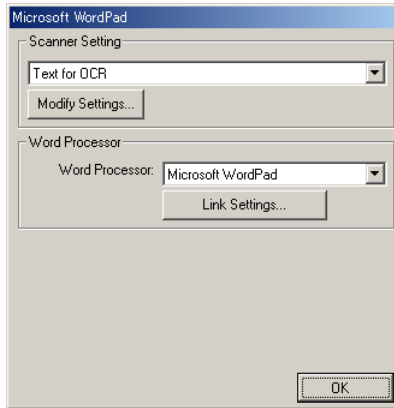 Microsoft WordPad
Scanner Setting
Text for OCR
Modify Settings...
Word Processor
Word Processor: Microsoft WordPad
Link Settings...
OK